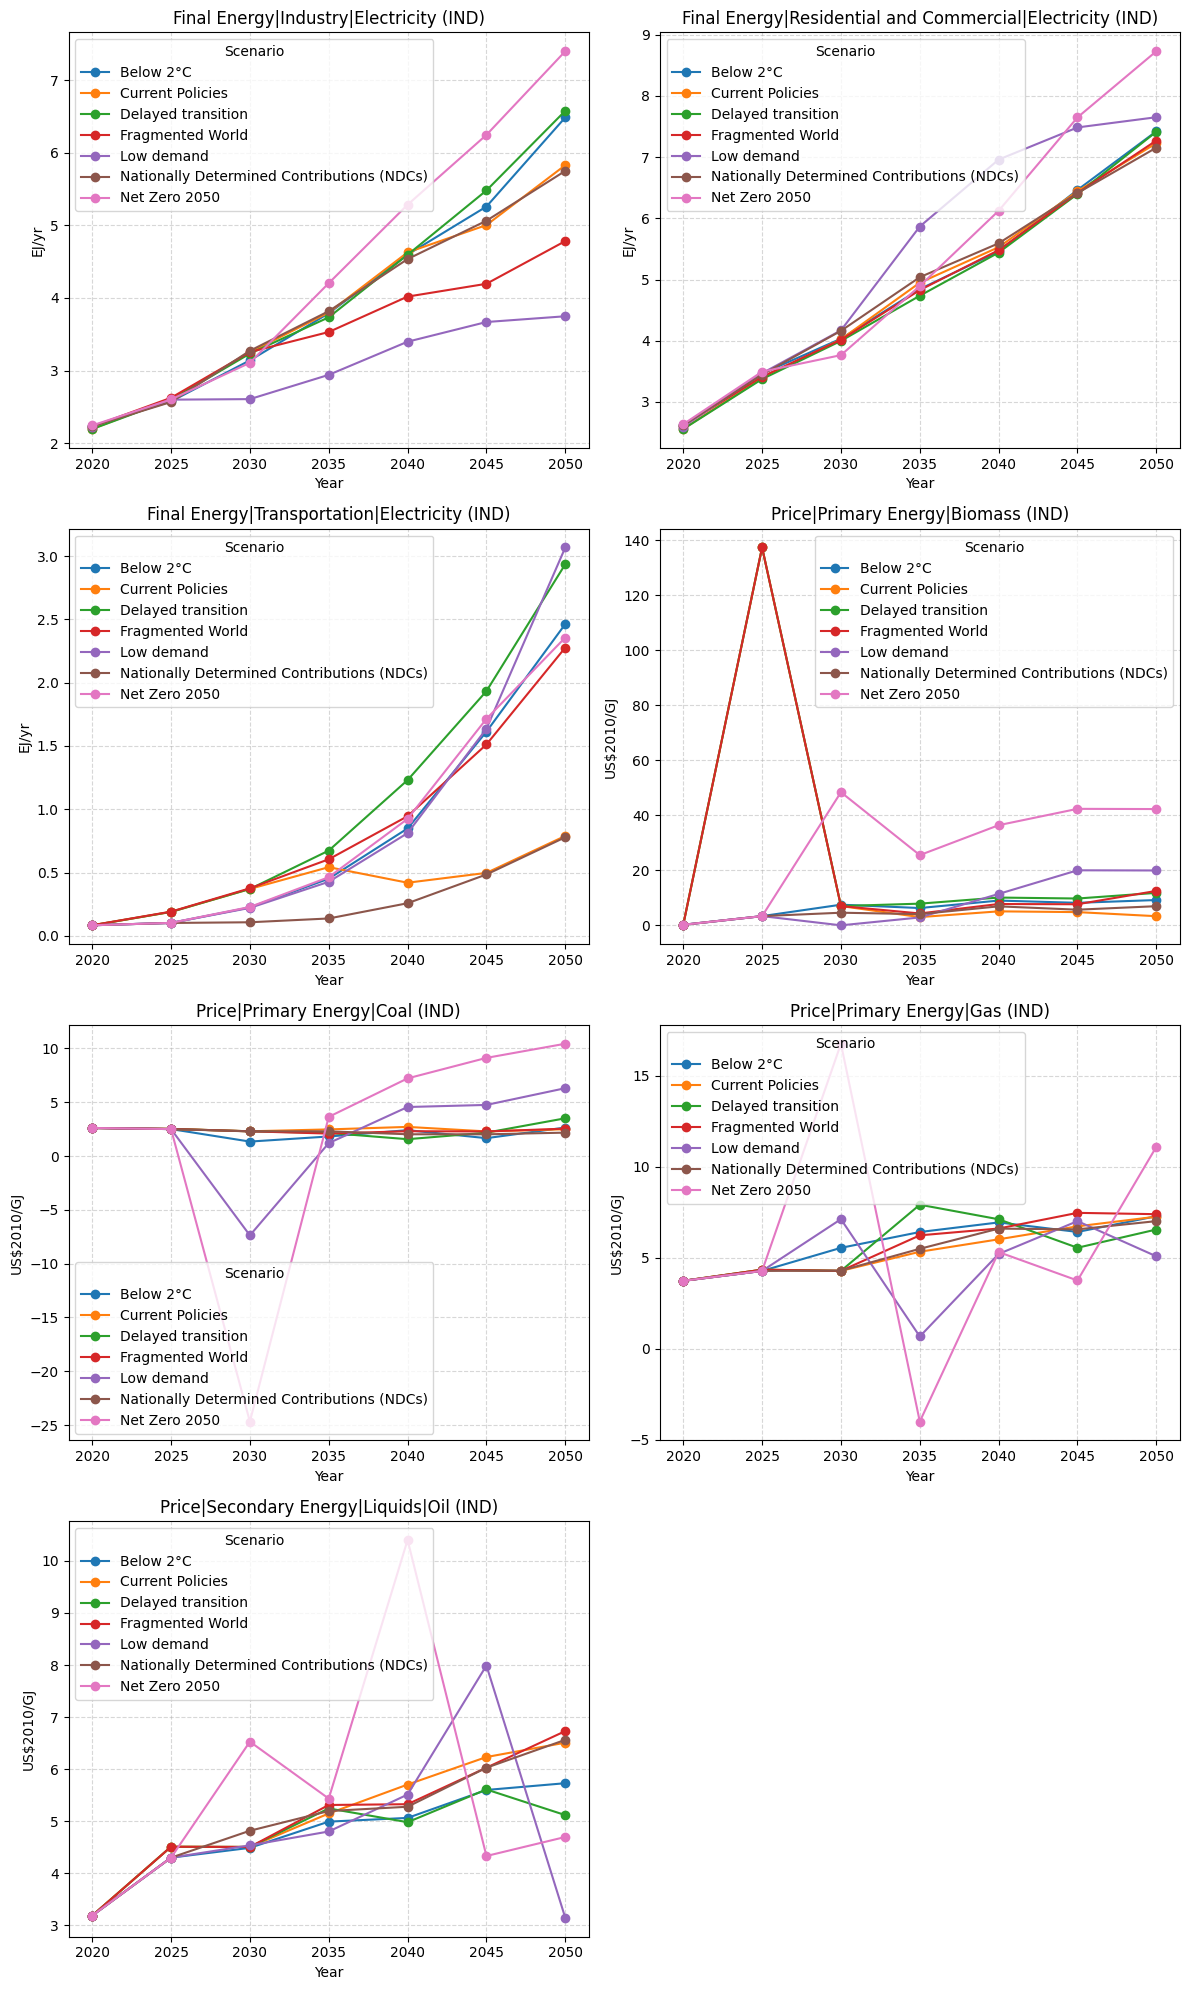 Final Energy|Industry|Electricity (IND)
EJ/yr
7
6
5
4
3
2
Scenario
Below 2°C
Current Policies
Delayed transition
Fragmented World
Low demand
Nationally Determined Contributions (NDCs)
Net Zero 2050
2020 2025 2030 2035 2040 2045 2050
Year
Final Energy|Residential and Commercial|Electricity (IND)
EJ/yr
9
8
7
6
5
4
3
Scenario
Below 2°C
Current Policies
Delayed transition
Fragmented World
Low demand
Nationally Determined Contributions (NDCs)
Net Zero 2050
2020 2025 2030 2035 2040 2045 2050
Year
Final Energy|Transportation|Electricity (IND)
EJ/yr
3.0
2.5
2.0
1.5
1.0
0.5
0.0
Scenario
Below 2°C
Current Policies
Delayed transition
Fragmented World
Low demand
Nationally Determined Contributions (NDCs)
Net Zero 2050
2020 2025 2030 2035 2040 2045 2050
Year
Price|Primary Energy|Biomass (IND)
US$2010/GJ
140
120
100
80
60
40
20
0
Scenario
Below 2°C
Current Policies
Delayed transition
Fragmented World
Low demand
Nationally Determined Contributions (NDCs)
Net Zero 2050
2020 2025 2030 2035 2040 2045 2050
Year
Price|Primary Energy|Coal (IND)
US$2010/GJ
10
5
0
−5
−10
−15
−20
−25
Scenario
Below 2°C
Current Policies
Delayed transition
Fragmented World
Low demand
Nationally Determined Contributions (NDCs)
Net Zero 2050
2020 2025 2030 2035 2040 2045 2050
Year
Price|Primary Energy|Gas (IND)
US$2010/GJ
15
10
5
0
−5
Scenario
Below 2°C
Current Policies
Delayed transition
Fragmented World
Low demand
Nationally Determined Contributions (NDCs)
Net Zero 2050
2020 2025 2030 2035 2040 2045 2050
Year
Price|Secondary Energy|Liquids|Oil (IND)
US$2010/GJ
10
9
8
7
6
5
4
3
Scenario
Below 2°C
Current Policies
Delayed transition
Fragmented World
Low demand
Nationally Determined Contributions (NDCs)
Net Zero 2050
2020 2025 2030 2035 2040 2045 2050
Year